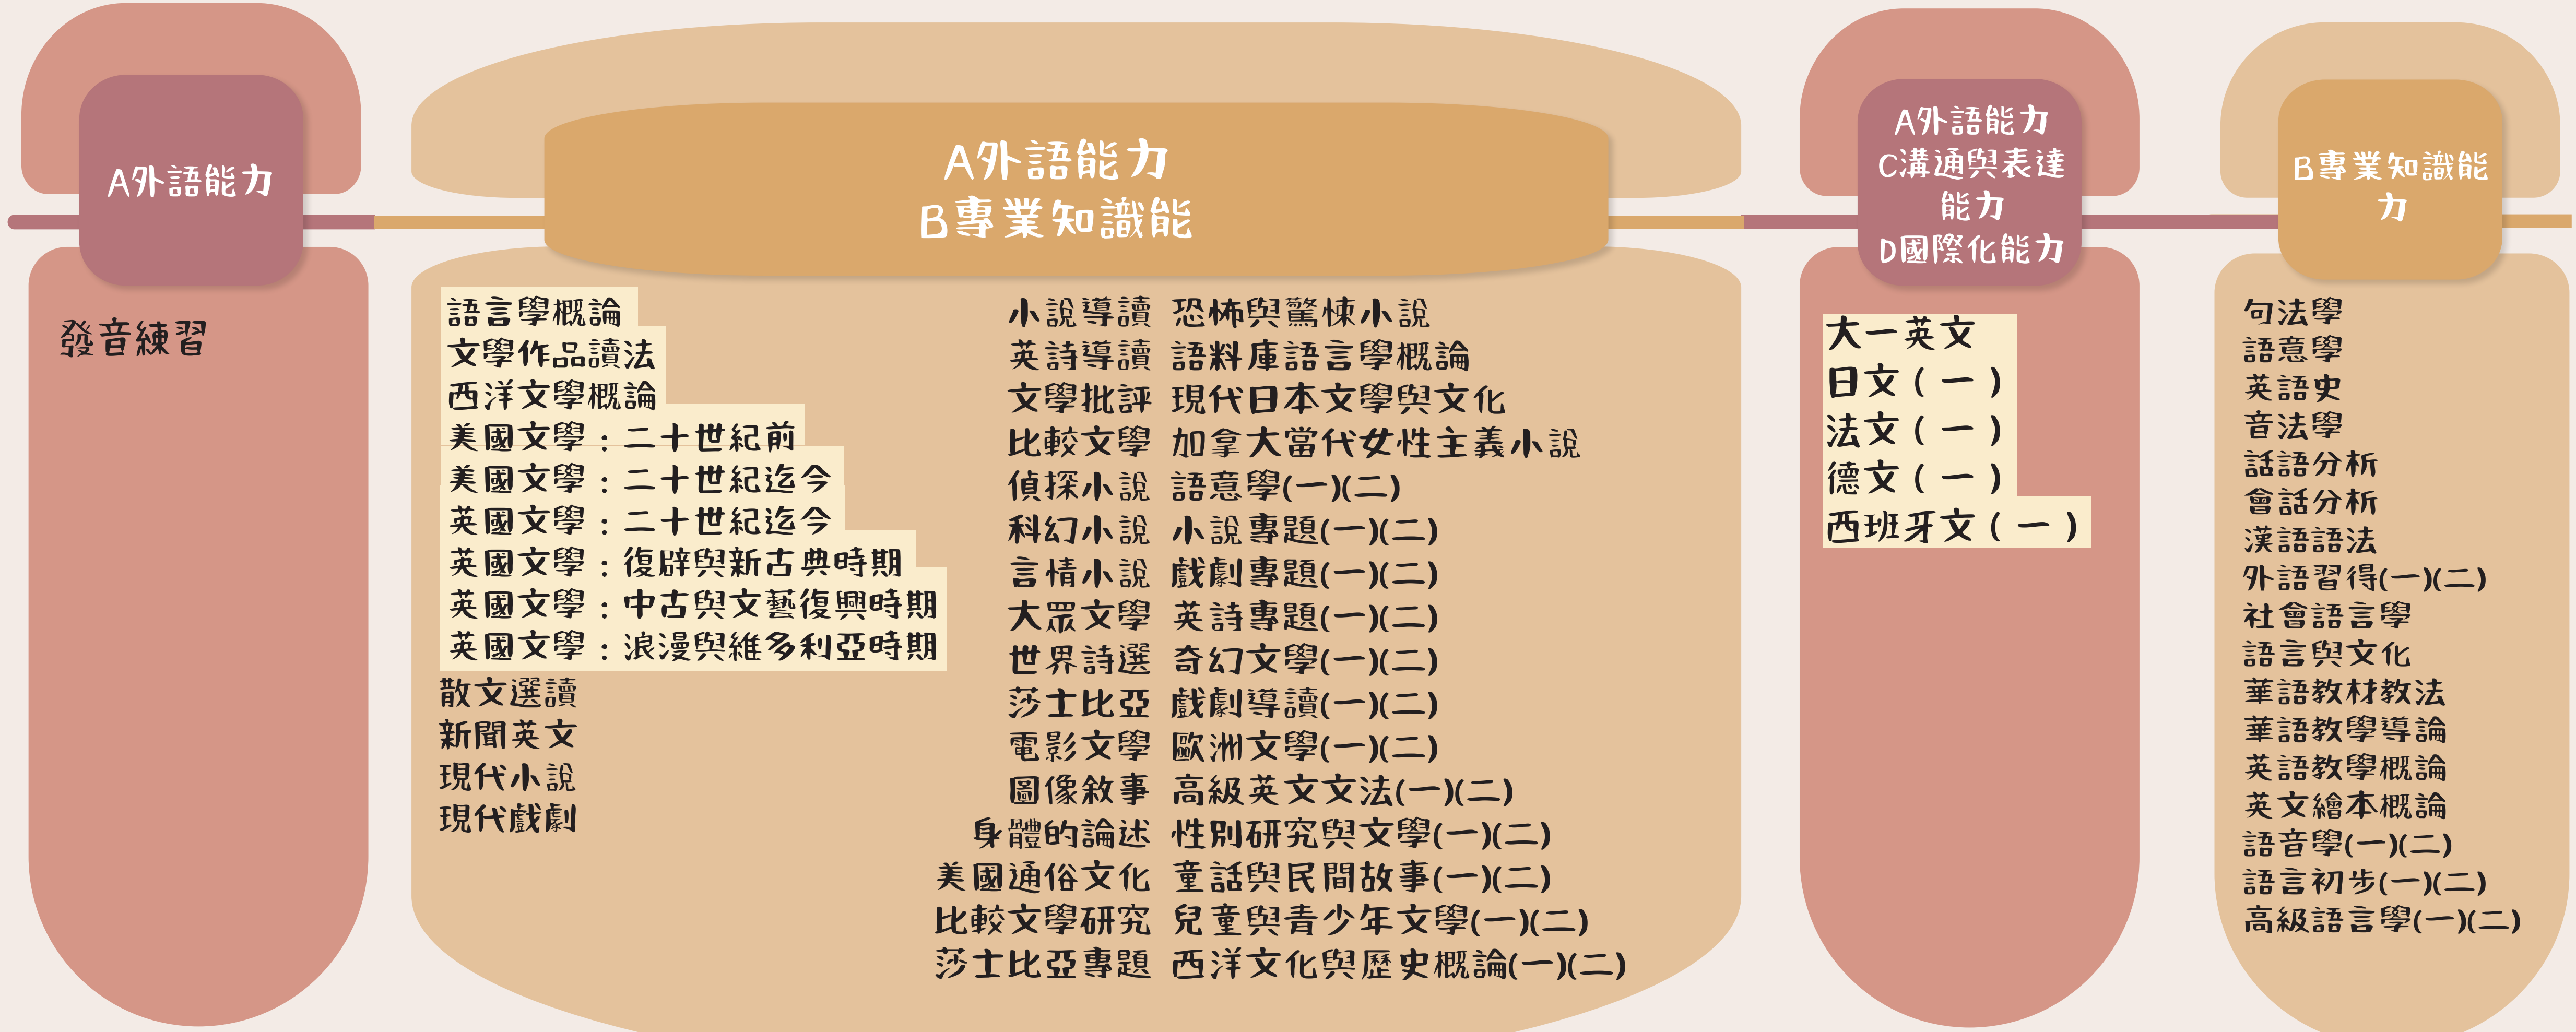 A外語能力
發音練習
A外語能力
B專業知識能
語言學概論
文學作品讀法
西洋文學概論
美國文學：二十世紀前
美國文學：二十世紀迄今
英國文學：二十世紀迄今
英國文學：復辟與新古典時期
英國文學：中古與文藝復興時期
英國文學：浪漫與維多利亞時期
散文選讀
新聞英文
現代小說
現代戲劇
小說導讀
英詩導讀
文學批評
比較文學
偵探小說
科幻小說
言情小說
大眾文學
世界詩選
莎士比亞
電影文學
圖像敘事
身體的論述
美國通俗文化
比較文學研究
莎士比亞專題
恐怖與驚悚小說
語料庫語言學概論
現代日本文學與文化
加拿大當代女性主義小說
語意學(一)(二)
小說專題(一)(二)
戲劇專題(一)(二)
英詩專題(一)(二)
奇幻文學(一)(二)
戲劇導讀(一)(二)
歐洲文學(一)(二)
高級英文文法(一)(二)
性別研究與文學(一)(二)
童話與民間故事(一)(二)
兒童與青少年文學(一)(二)
西洋文化與歷史概論(一)(二)
A外語能力
C溝通與表達
能力
D國際化能力
大一英文
日文（一）
法文（一）
德文（一）
西班牙文（一）
B專業知識能
力
句法學
語意學
英語史
音法學
話語分析
會話分析
漢語語法
外語習得(一)(二)
社會語言學
語言與文化
華語教材教法
華語教學導論
英語教學概論
英文繪本概論
語音學(一)(二)
語言初步(一)(二)
高級語言學(一)(二)